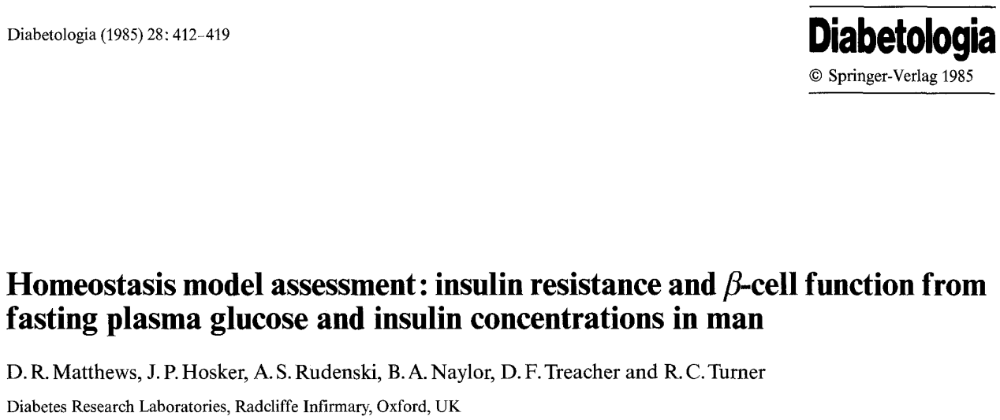 Diabetologia (1985) 28: 412–419
Diabetologia
© Springer-Verlag 1985
Homeostasis model assessment: insulin resistance and β-cell function from
fasting plasma glucose and insulin concentrations in man
D. R. Matthews, J. P. Hosker, A. S. Rudenski, B. A. Naylor, D. F. Treacher and R. C. Turner
Diabetes Research Laboratories, Radcliffe Infirmary, Oxford, UK